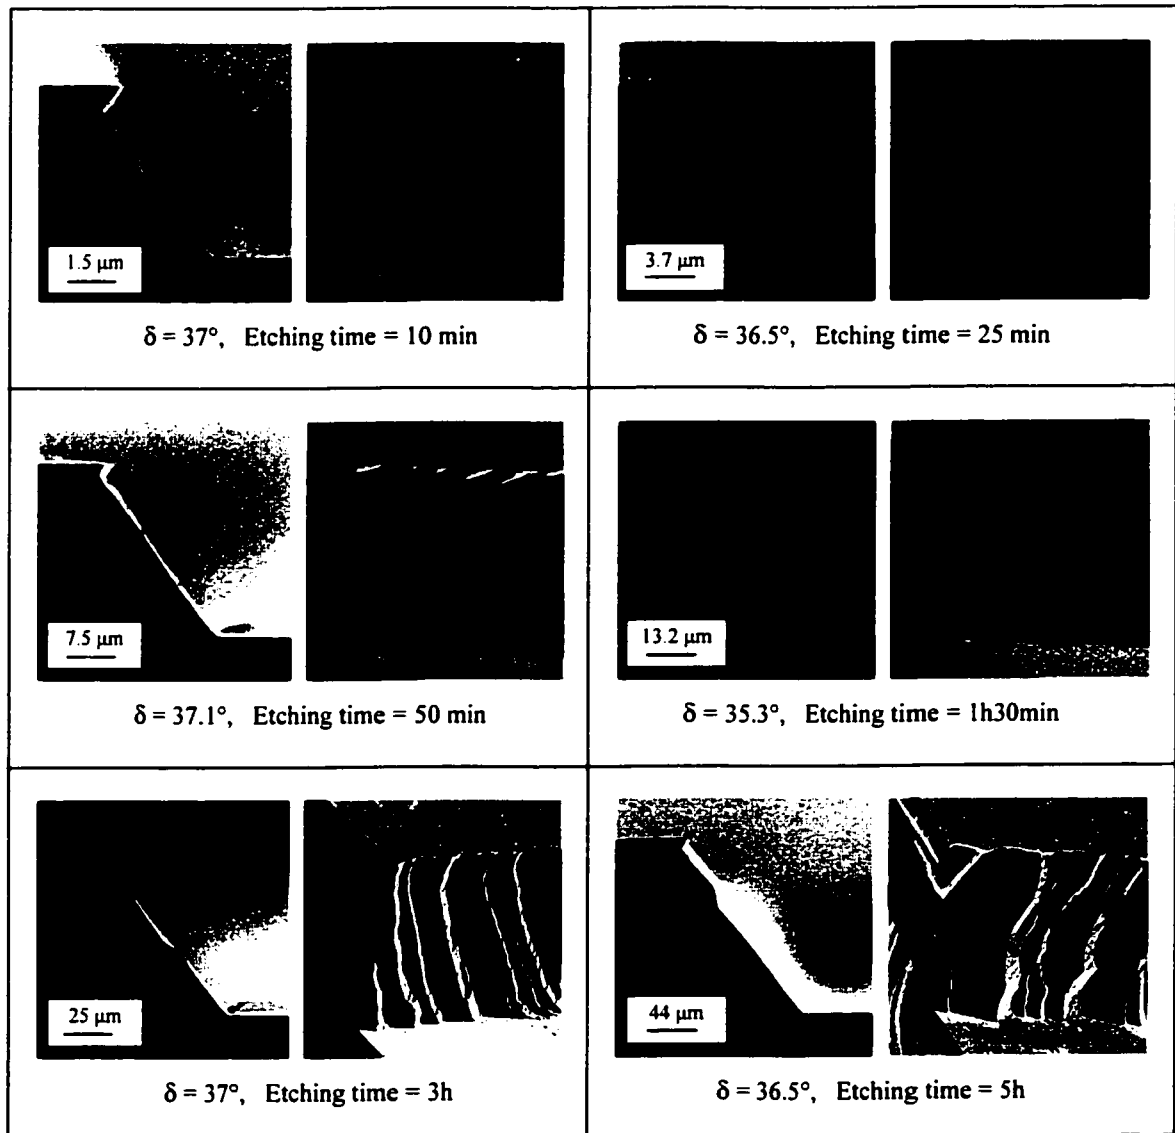 1.5 μm
3.7 μm
δ = 37°, Etching time = 10 min
δ = 36.5°, Etching time = 25 min
7.5 μm
13.2 μm
δ = 37.1°, Etching time = 50 min
δ = 35.3°, Etching time = 1h30min
25 μm
44 μm
δ = 37°, Etching time = 3h
δ = 36.5°, Etching time = 5h